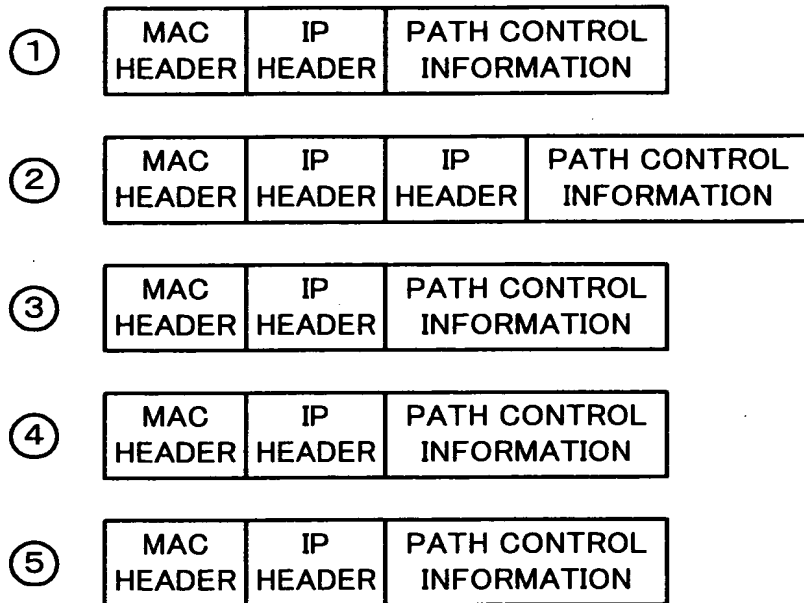 ① MAC HEADER IP HEADER PATH CONTROL INFORMATION
② MAC HEADER IP HEADER IP HEADER PATH CONTROL INFORMATION
③ MAC HEADER IP HEADER PATH CONTROL INFORMATION
④ MAC HEADER IP HEADER PATH CONTROL INFORMATION
⑤ MAC HEADER IP HEADER PATH CONTROL INFORMATION